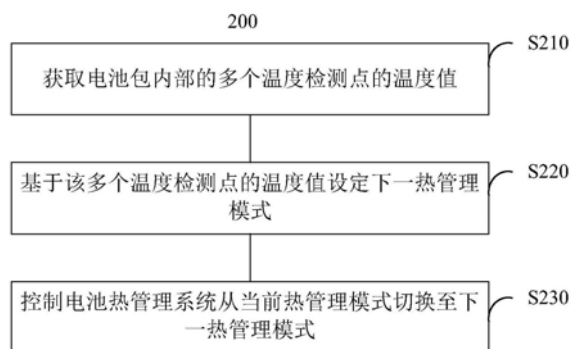 200
S210
获取电池包内部的多个温度检测点的温度值
S220
基于该多个温度检测点的温度值设定下一热管理
模式
S230
控制电池热管理系统从当前热管理模式切换至下
一热管理模式